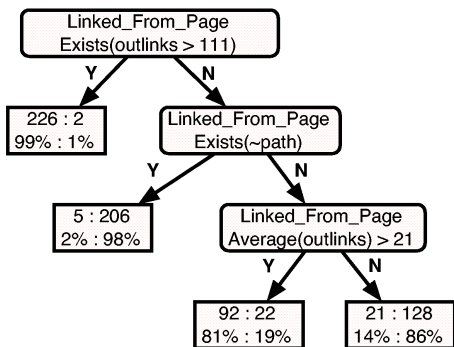 Linked_From_Page
Exists(outlinks > 111)
Y
N
226 : 2
99% : 1%
Linked_From_Page
Exists(~path)
Y
N
5 : 206
2% : 98%
Linked_From_Page
Average(outlinks) > 21
Y
N
92 : 22
81% : 19%
21 : 128
14% : 86%